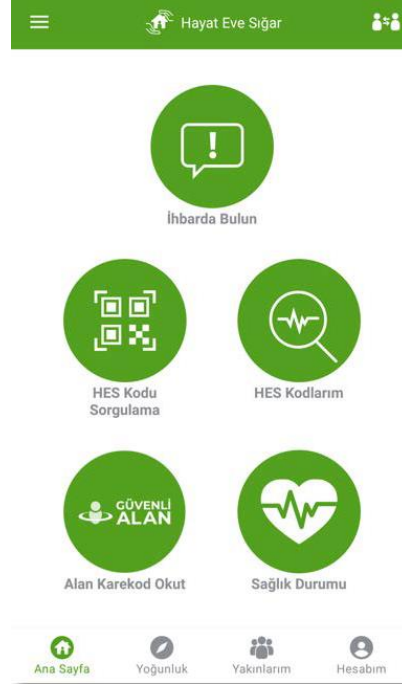 Hayat Eve Sığar
İhbarda Bulun
HES Kodu
Sorgulama
HES Kodlarım
GÜVENLİ
ALAN
Alan Karekod Okut
Sağlık Durumu
Ana Sayfa
Yoğunluk
Yakınlarım
Hesabım